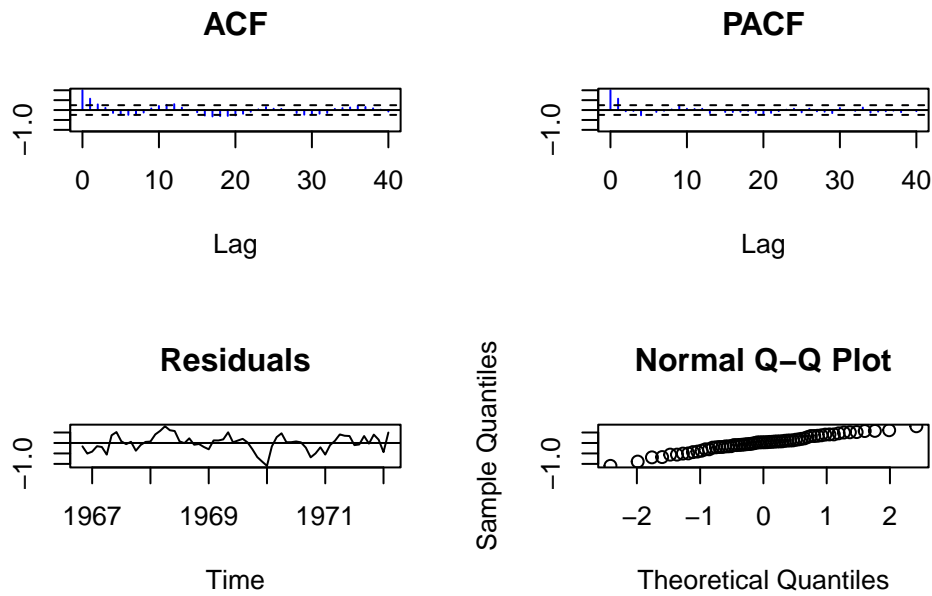 ACF
−1.0
0 10 20 30 40
Lag
PACF
−1.0
0 10 20 30 40
Lag
Residuals
−1.0
1967 1969 1971
Time
Normal Q−Q Plot
Sample Quantiles
−1.0
−2 −1 0 1 2
Theoretical Quantiles